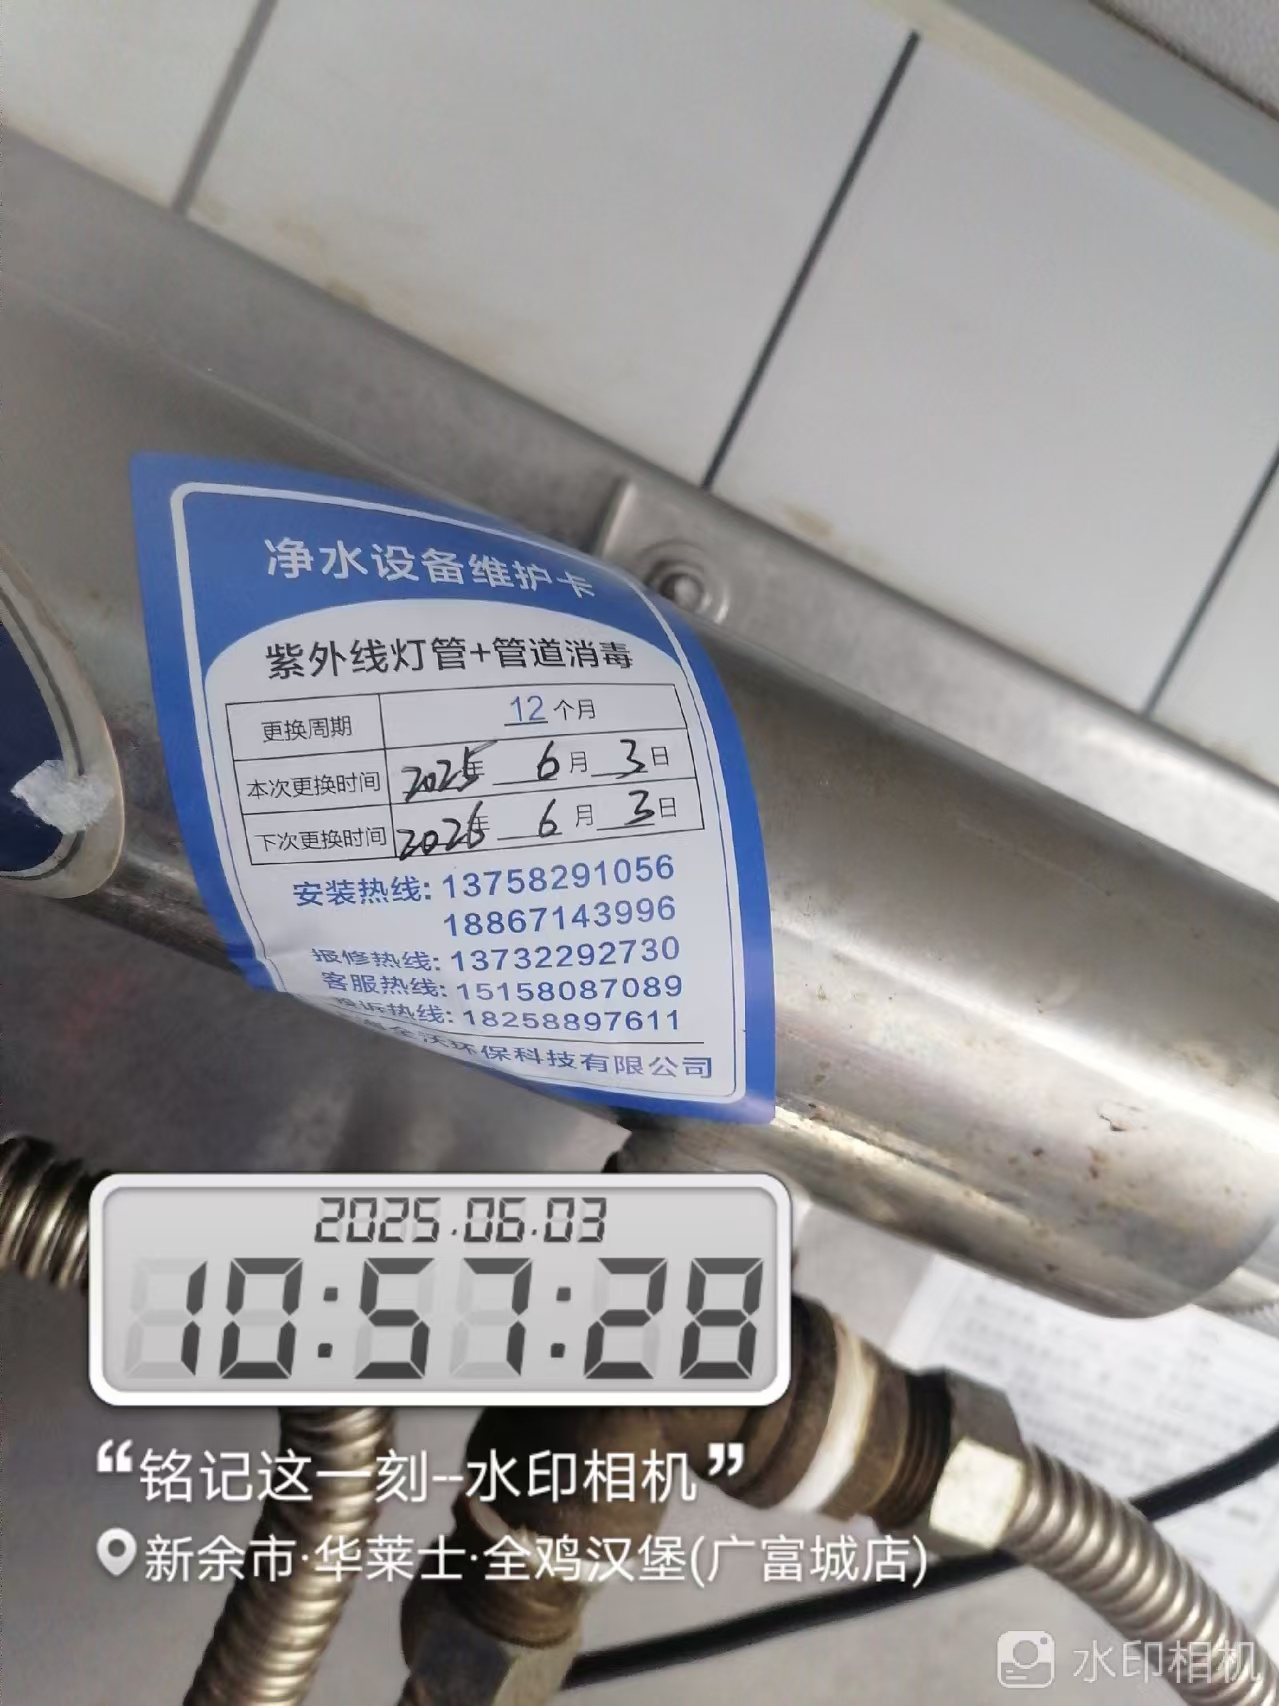 净水设备维护卡
紫外线灯管+管道消毒
更换周期 12 个月
本次更换时间 2025年 6月 3日
下次更换时间 2026年 6月 3日
安装热线: 13758291056
18867143996
报修热线: 13732292730
客服热线: 15158087089
诉热线: 18258897611
沃环保科技有限公司
2025.06.03
10:57:28
“铭记这一刻--水印相机”
新余市·华莱士·全鸡汉堡(广富城店)
水印相机